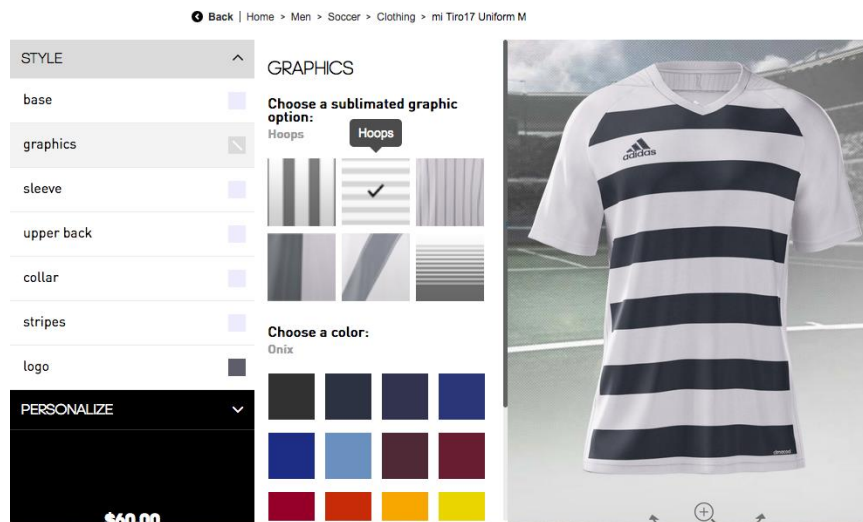 Back | Home > Men > Soccer > Clothing > mi Tiro17 Uniform M
STYLE
base
graphics
sleeve
upper back
collar
stripes
logo
PERSONALIZE
$60.00
GRAPHICS
Choose a sublimated graphic
option:
Hoops
Hoops
Choose a color:
Onix
adidas
climacool